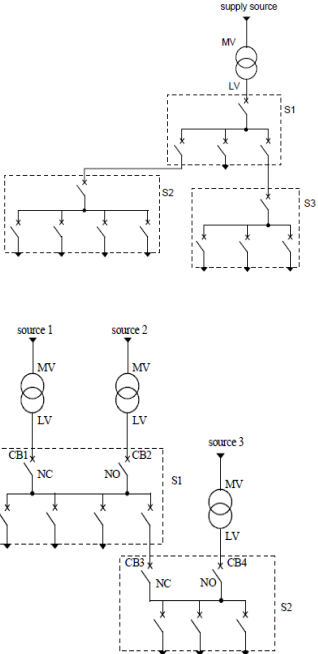 supply source
MV
LV
S1
S2
S3
source 1
source 2
MV
MV
LV
LV
source 3
CB1
CB2
NC
NO
S1
MV
LV
CB3
CB4
NC
NO
S2